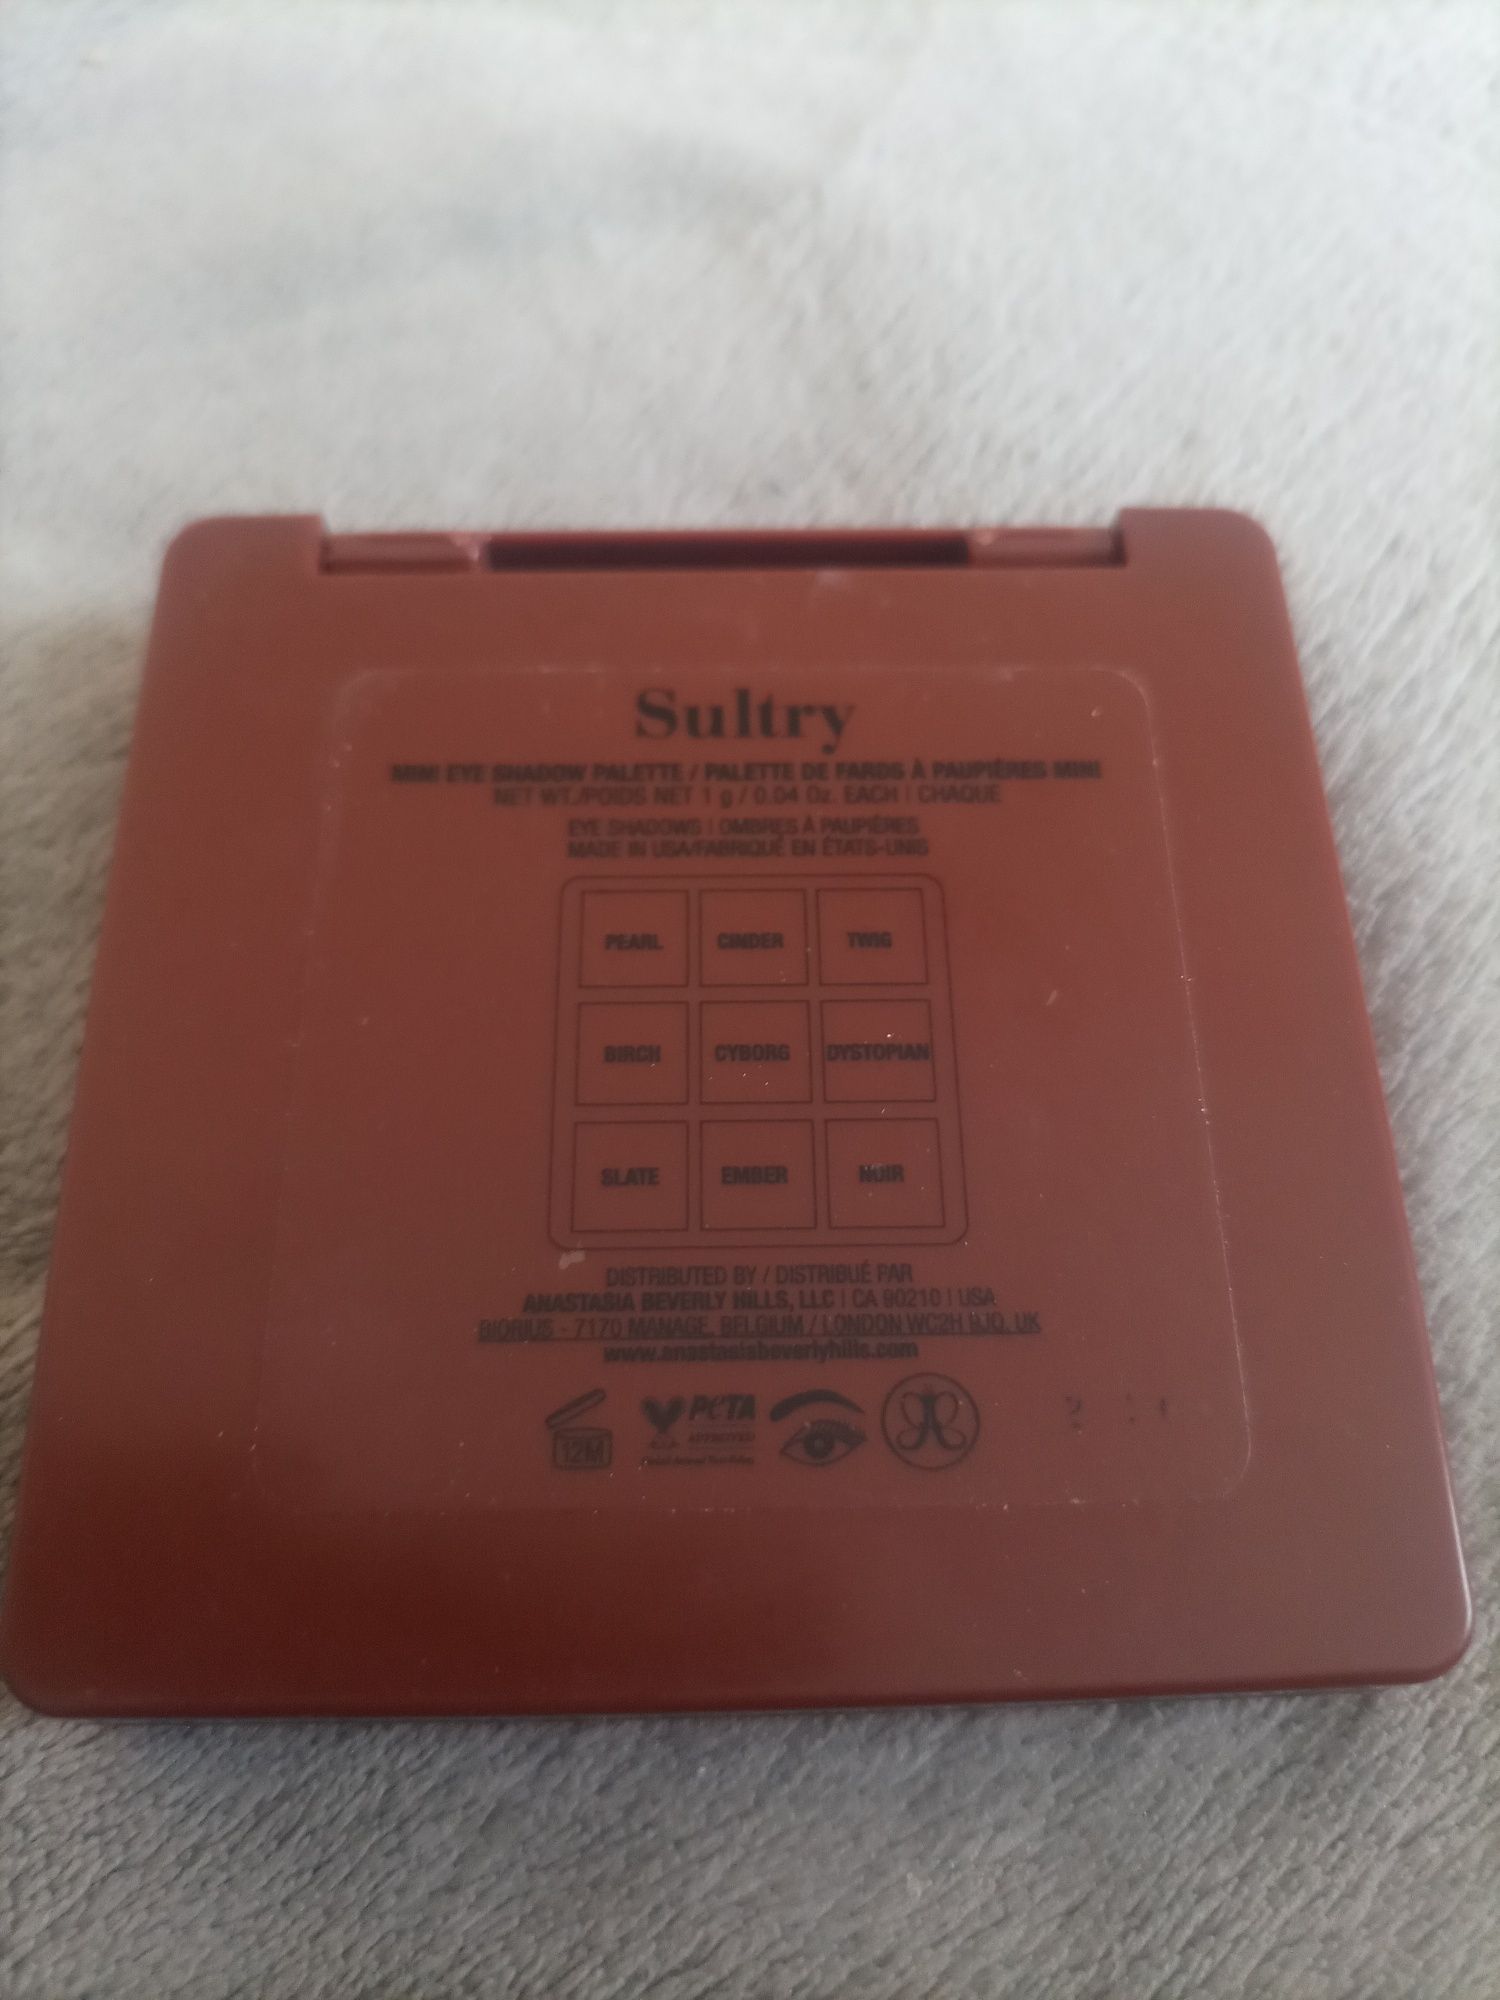 Sultry
MINI EYE SHADOW PALETTE / PALETTE DE FARDS À PAUPIÈRES MINI
NET WT./POIDS NET 1 g / 0.04 Oz. EACH | CHAQUE
EYE SHADOWS | OMBRES À PAUPIÈRES
MADE IN USA/FABRIQUÉ EN ÉTATS-UNIS
PEARL CINDER TWIG
BIRCH CYBORG DYSTOPIAN
SLATE EMBER NOIR
DISTRIBUTED BY / DISTRIBUÉ PAR
ANASTASIA BEVERLY HILLS, LLC | CA 90210 | USA
BIORIUS - 7170 MANAGE, BELGIUM / LONDON WC2H 9JQ, UK
www.anastasiabeverlyhills.com
12M PETA
APPROVED